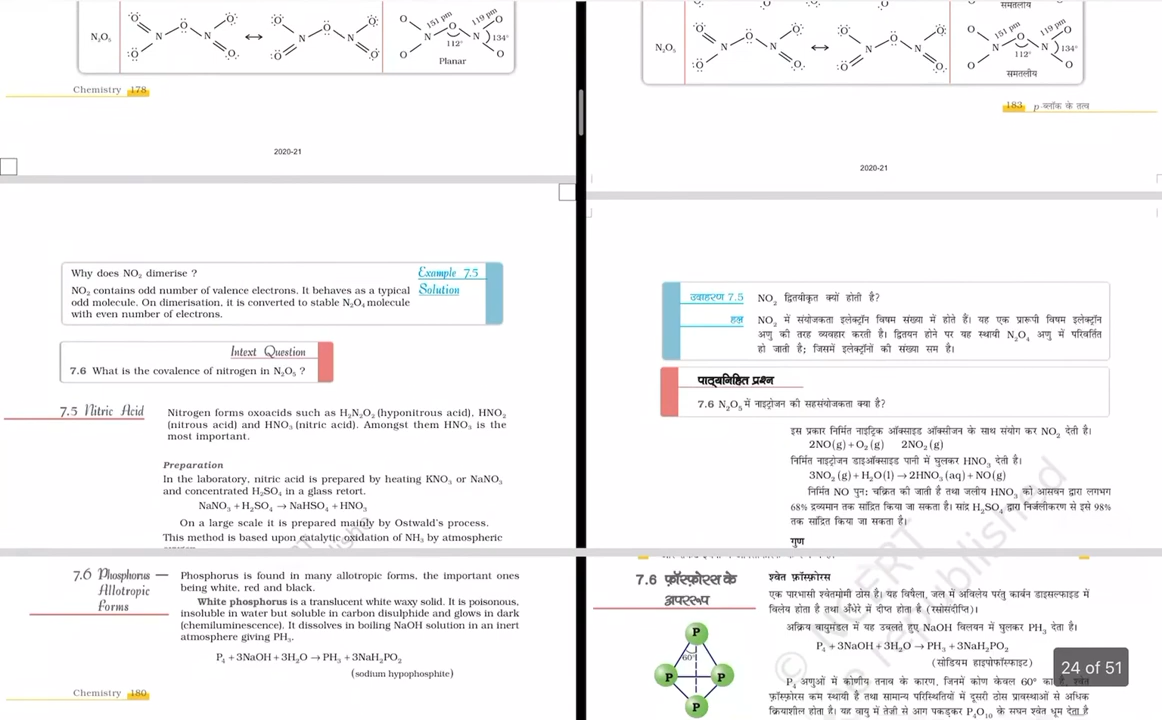 N₂O₅
O N O N O O
O N O N O O
O 151 pm O 119 pm O
N N 134°
O 112° O
Planar
Chemistry 178
2020-21
Why does NO₂ dimerise ? Example 7.5
NO₂ contains odd number of valence electrons. It behaves as a typical Solution
odd molecule. On dimerisation, it is converted to stable N₂O₄ molecule
with even number of electrons.
Intext Question
7.6 What is the covalence of nitrogen in N₂O₅ ?
7.5 Nitric Acid
Nitrogen forms oxoacids such as H₂N₂O₂ (hyponitrous acid), HNO₂
(nitrous acid) and HNO₃ (nitric acid). Amongst them HNO₃ is the
most important.
Preparation
In the laboratory, nitric acid is prepared by heating KNO₃ or NaNO₃
and concentrated H₂SO₄ in a glass retort.
NaNO₃ + H₂SO₄ → NaHSO₄ + HNO₃
On a large scale it is prepared mainly by Ostwald's process.
This method is based upon catalytic oxidation of NH₃ by atmospheric
7.6 Phosphorus —
Allotropic
Forms
Phosphorus is found in many allotropic forms, the important ones
being white, red and black.
White phosphorus is a translucent white waxy solid. It is poisonous,
insoluble in water but soluble in carbon disulphide and glows in dark
(chemiluminescence). It dissolves in boiling NaOH solution in an inert
atmosphere giving PH₃.
P₄ + 3NaOH + 3H₂O → PH₃ + 3NaH₂PO₂
(sodium hypophosphite)
Chemistry 180
समतलीय
N₂O₅
O N O N O O
O N O N O O
O 151 pm O 119 pm O
N N 134°
O 112° O
समतलीय
183 p-ब्लॉक के तत्व
2020-21
उदाहरण 7.5 NO₂ द्वितयीकृत क्यों होती है?
हल NO₂ में संयोजकता इलेक्ट्रॉन विषम संख्या में होते हैं। यह एक प्रारूपी विषम इलेक्ट्रॉन
अणु की तरह व्यवहार करती है। द्वितयन होने पर यह स्थायी N₂O₄ अणु में परिवर्तित
हो जाती है; जिसमें इलेक्ट्रॉनों की संख्या सम है।
पाठ्यनिहित प्रश्न
7.6 N₂O₅ में नाइट्रोजन की सहसंयोजकता क्या है?
इस प्रकार निर्मित नाइट्रिक ऑक्साइड ऑक्सीजन के साथ संयोग कर NO₂ देती है।
2NO(g) + O₂(g) 2NO₂(g)
निर्मित नाइट्रोजन डाइऑक्साइड पानी में घुलकर HNO₃ देती है।
3NO₂(g) + H₂O(l) → 2HNO₃(aq) + NO(g)
निर्मित NO पुनः चक्रित की जाती है तथा जलीय HNO₃ को आसवन द्वारा लगभग
68% द्रव्यमान तक सांद्रित किया जा सकता है। सांद्र H₂SO₄ द्वारा निर्जलीकरण से इसे 98%
तक सांद्रित किया जा सकता है।
गुण
7.6 फ़ॉस्फ़ोरस के
अपररूप
श्वेत फ़ॉस्फ़ोरस
एक पारभासी श्वेतमोमी ठोस है। यह विषैला, जल में अविलेय परंतु कार्बन डाइसल्फाइड में
विलेय होता है तथा अँधेरे में दीप्त होता है (रसोसंदीप्ति)।
अक्रिय वायुमंडल में यह उबलते हुए NaOH विलयन में घुलकर PH₃ देता है।
P₄ + 3NaOH + 3H₂O → PH₃ + 3NaH₂PO₂
(सोडियम हाइपोफॉस्फाइट)
P 60° P P P
P₄ अणुओं में कोणीय तनाव के कारण, जिनमें कोण केवल 60° का है, श्वेत
फ़ॉस्फ़ोरस कम स्थायी है तथा सामान्य परिस्थितियों में दूसरी ठोस प्रावस्थाओं से अधिक
क्रियाशील होता है। यह वायु में तेज़ी से आग पकड़कर P₄O₁₀ के सघन श्वेत धूम देता है
© NCERT
be republished
24 of 51